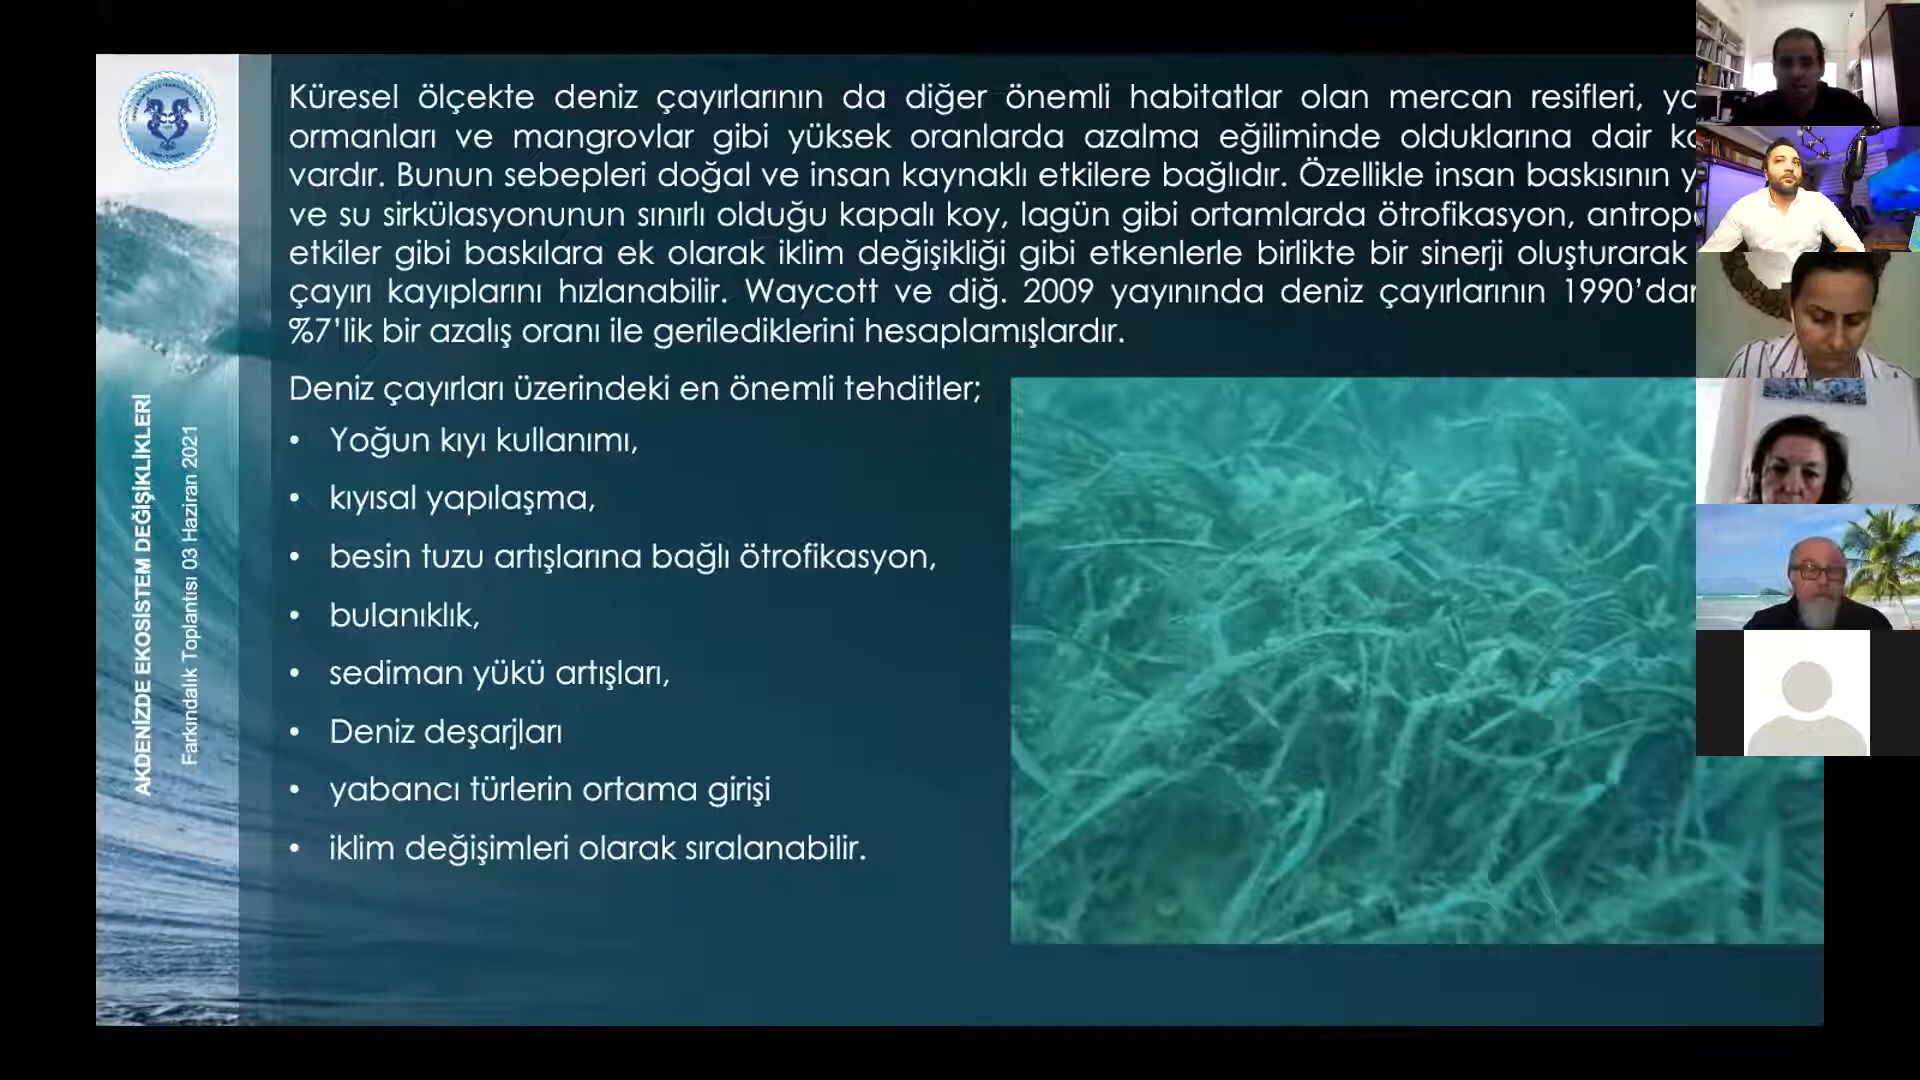 Küresel ölçekte deniz çayırlarının da diğer önemli habitatlar olan mercan resifleri,
ormanları ve mangrovlar gibi yüksek oranlarda azalma eğiliminde olduklarına dair
vardır. Bunun sebepleri doğal ve insan kaynaklı etkilere bağlıdır. Özellikle insan baskısının
ve su sirkülasyonunun sınırlı olduğu kapalı koy, lagün gibi ortamlarda ötrofikasyon,
etkiler gibi baskılara ek olarak iklim değişikliği gibi etkenlerle birlikte bir sinerji oluşturarak
çayırı kayıplarını hızlanabilir. Waycott ve diğ. 2009 yayınında deniz çayırlarının
%7'lik bir azalış oranı ile gerilediklerini hesaplamışlardır.
Deniz çayırları üzerindeki en önemli tehditler;
• Yoğun kıyı kullanımı,
• kıyısal yapılaşma,
• besin tuzu artışlarına bağlı ötrofikasyon,
• bulanıklık,
• sediman yükü artışları,
• Deniz deşarjları
• yabancı türlerin ortama girişi
• iklim değişimleri olarak sıralanabilir.
AKDENİZDE EKOSİSTEM DEĞİŞİKLİKLERİ
Farkındalık Toplantısı 03 Haziran 2021